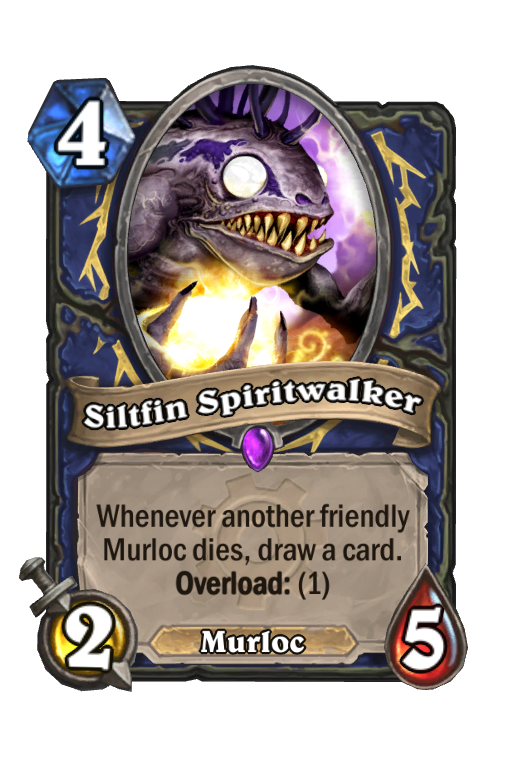 4
Siltfin Spiritwalker
Whenever another friendly
Murloc dies, draw a card.
Overload: (1)
2
Murloc
5